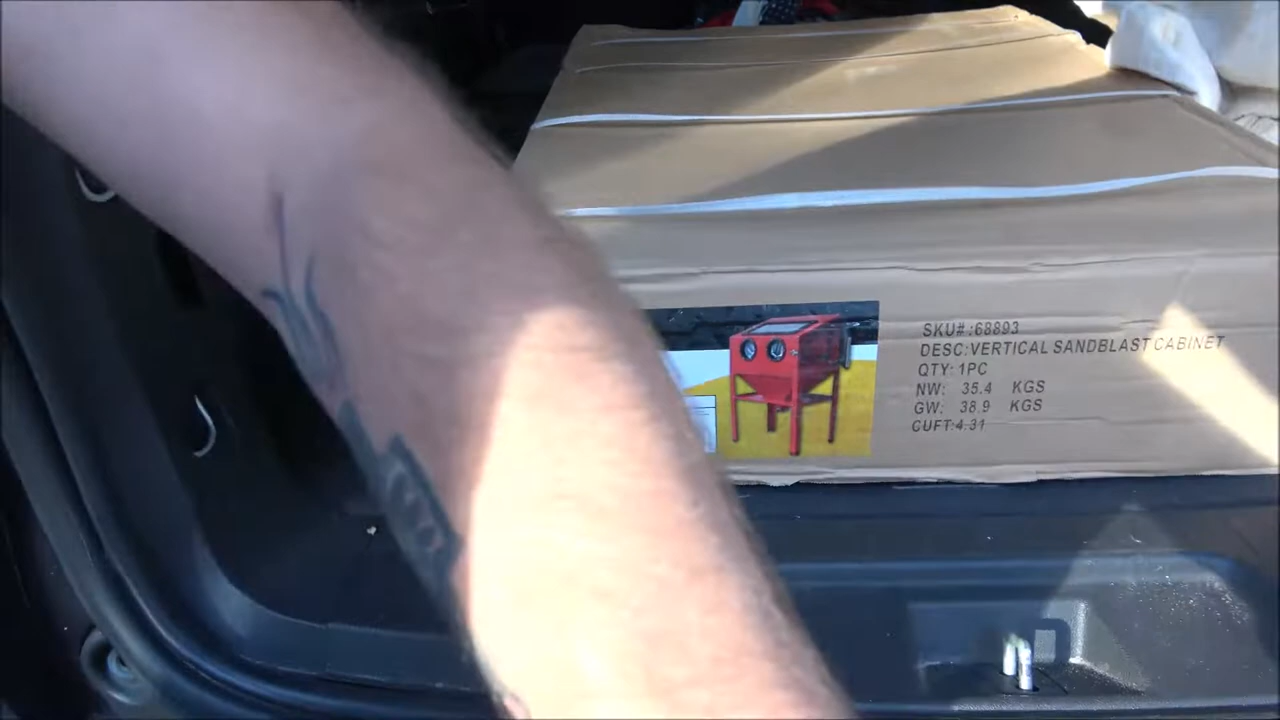 SKU#:68893
DESC:VERTICAL SANDBLAST CABINET
QTY: 1PC
NW: 35.4 KGS
GW: 38.9 KGS
CUFT:4.31